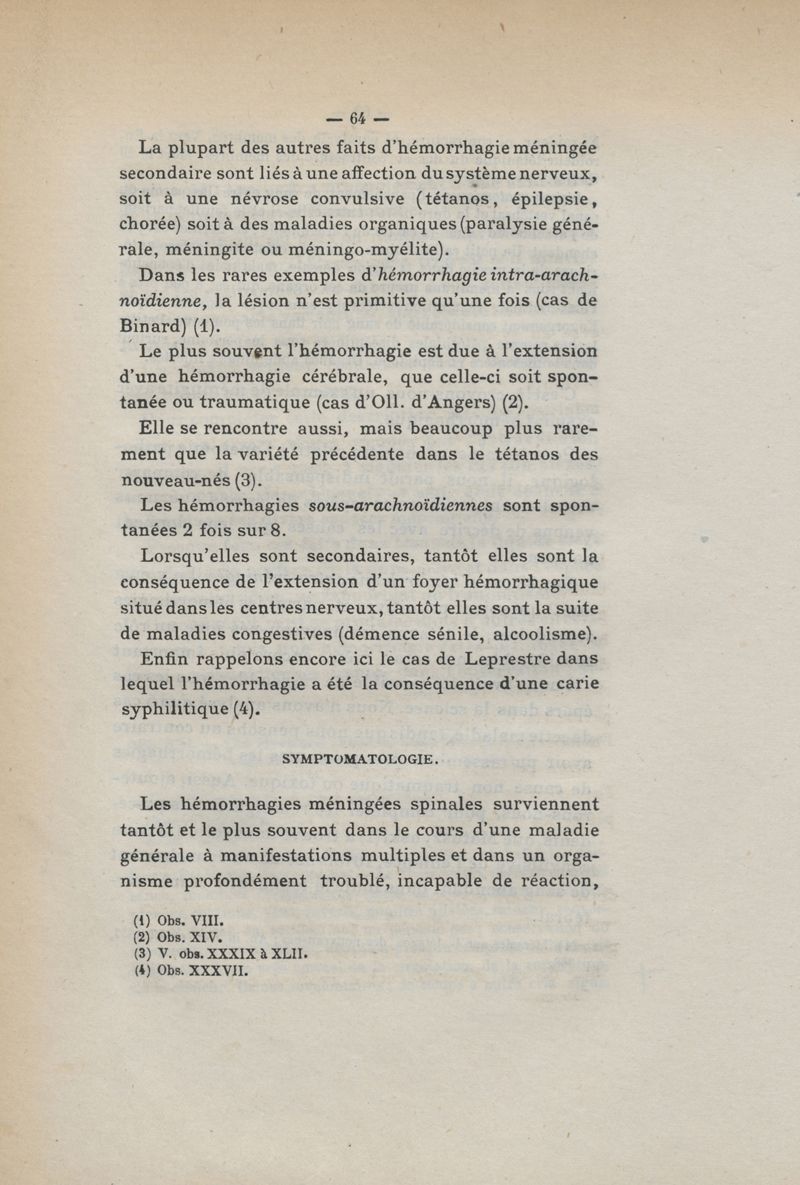 — 64 —
La plupart des autres faits d'hémorrhagie méningée
secondaire sont liés à une affection du système nerveux,
soit à une névrose convulsive (tétanos, épilepsie,
chorée) soit à des maladies organiques (paralysie géné-
rale, méningite ou méningo-myélite).
Dans les rares exemples d'hémorrhagie intra-arach-
noïdienne, la lésion n'est primitive qu'une fois (cas de
Binard) (1).
Le plus souvent l'hémorrhagie est due à l'extension
d'une hémorrhagie cérébrale, que celle-ci soit spon-
tanée ou traumatique (cas d'Oll. d'Angers) (2).
Elle se rencontre aussi, mais beaucoup plus rare-
ment que la variété précédente dans le tétanos des
nouveau-nés (3).
Les hémorrhagies sous-arachnoïdiennes sont spon-
tanées 2 fois sur 8.
Lorsqu'elles sont secondaires, tantôt elles sont la
conséquence de l'extension d'un foyer hémorrhagique
situé dans les centres nerveux, tantôt elles sont la suite
de maladies congestives (démence sénile, alcoolisme).
Enfin rappelons encore ici le cas de Leprestre dans
lequel l'hémorrhagie a été la conséquence d'une carie
syphilitique (4).
SYMPTOMATOLOGIE.
Les hémorrhagies méningées spinales surviennent
tantôt et le plus souvent dans le cours d'une maladie
générale à manifestations multiples et dans un orga-
nisme profondément troublé, incapable de réaction,
(1) Obs. VIII.
(2) Obs. XIV.
(3) V. obs. XXXIX à XLII.
(4) Obs. XXXVII.